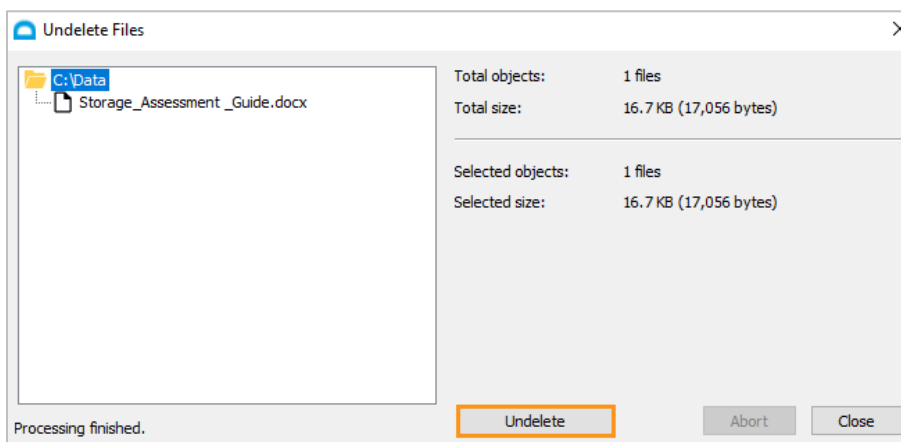 Undelete Files
C:\Data
Storage_Assessment _Guide.docx
Total objects: 1 files
Total size: 16.7 KB (17,056 bytes)
Selected objects: 1 files
Selected size: 16.7 KB (17,056 bytes)
Processing finished.
Undelete Abort Close